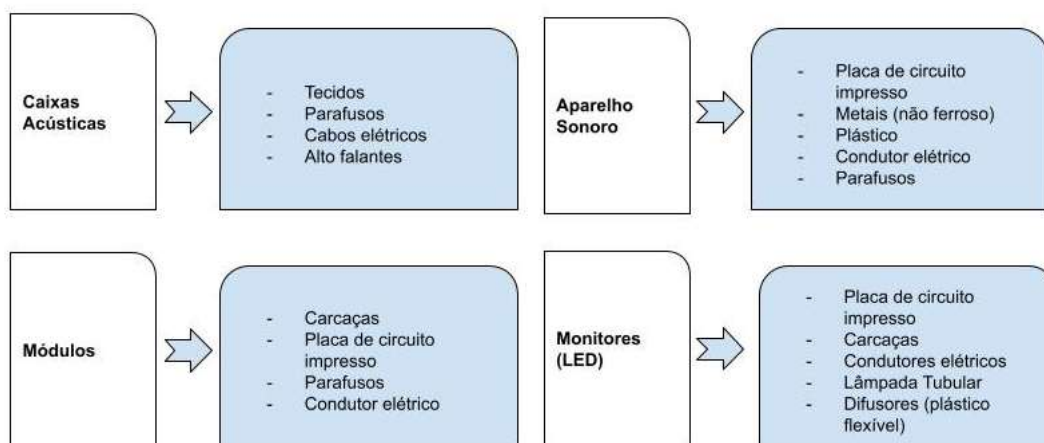 Caixas
Acústicas
- Tecidos
- Parafusos
- Cabos elétricos
- Alto falantes
Aparelho
Sonoro
- Placa de circuito
impresso
- Metais (não ferroso)
- Plástico
- Condutor elétrico
- Parafusos
Módulos
- Carcaças
- Placa de circuito
impresso
- Parafusos
- Condutor elétrico
Monitores
(LED)
- Placa de circuito
impresso
- Carcaças
- Condutores elétricos
- Lâmpada Tubular
- Difusores (plástico
flexível)